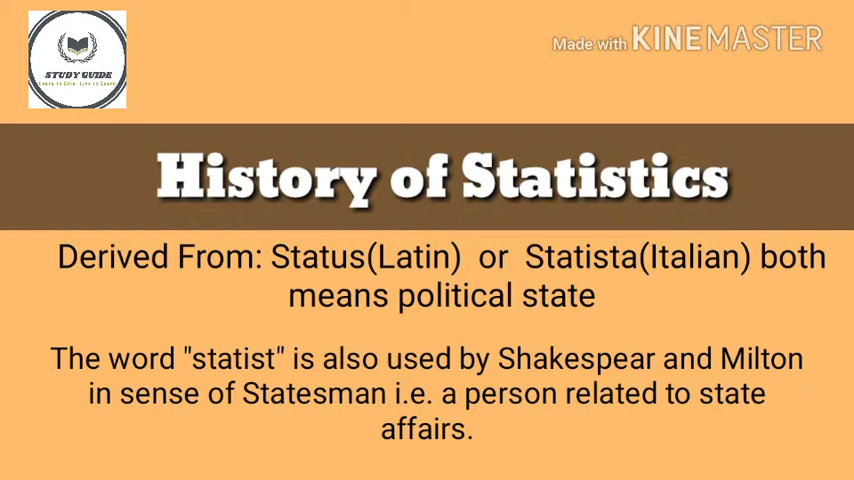 Made with KINEMASTER
STUDY GUIDE
History of Statistics
Derived From: Status(Latin) or Statista(Italian) both
means political state
The word "statist" is also used by Shakespear and Milton
in sense of Statesman i.e. a person related to state
affairs.